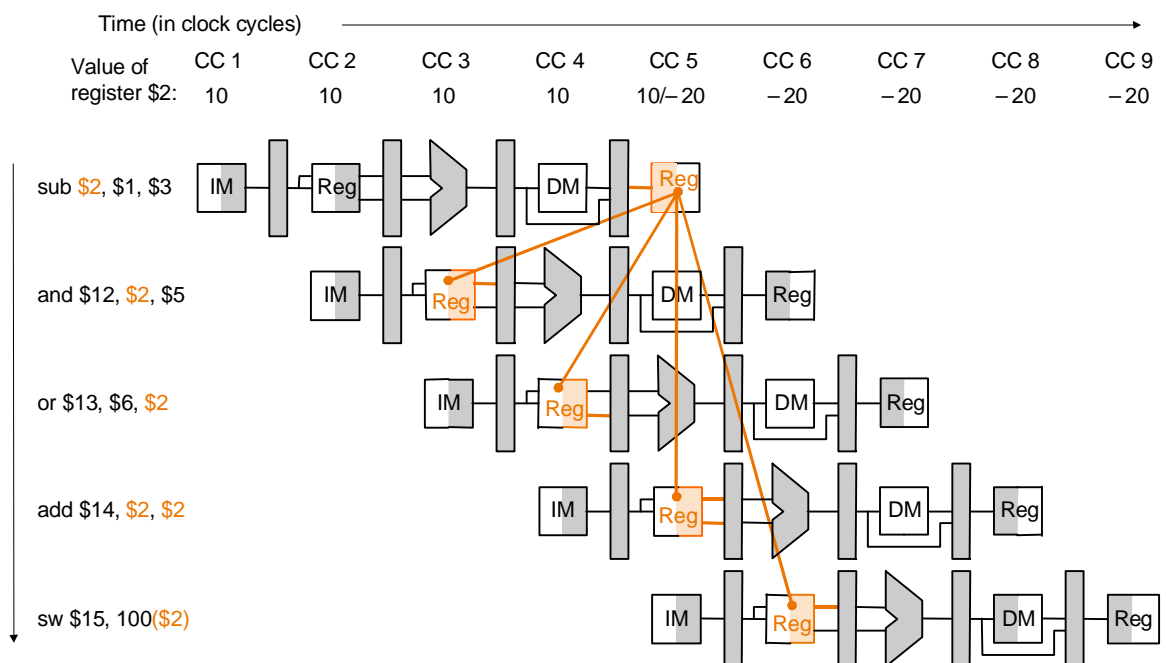 Time (in clock cycles)
Value of register $2:
CC 1 CC 2 CC 3 CC 4 CC 5 CC 6 CC 7 CC 8 CC 9
10 10 10 10 10/– 20 – 20 – 20 – 20 – 20
sub $2, $1, $3
IM Reg DM Reg
and $12, $2, $5
IM Reg DM Reg
or $13, $6, $2
IM Reg DM Reg
add $14, $2, $2
IM Reg DM Reg
sw $15, 100($2)
IM Reg DM Reg